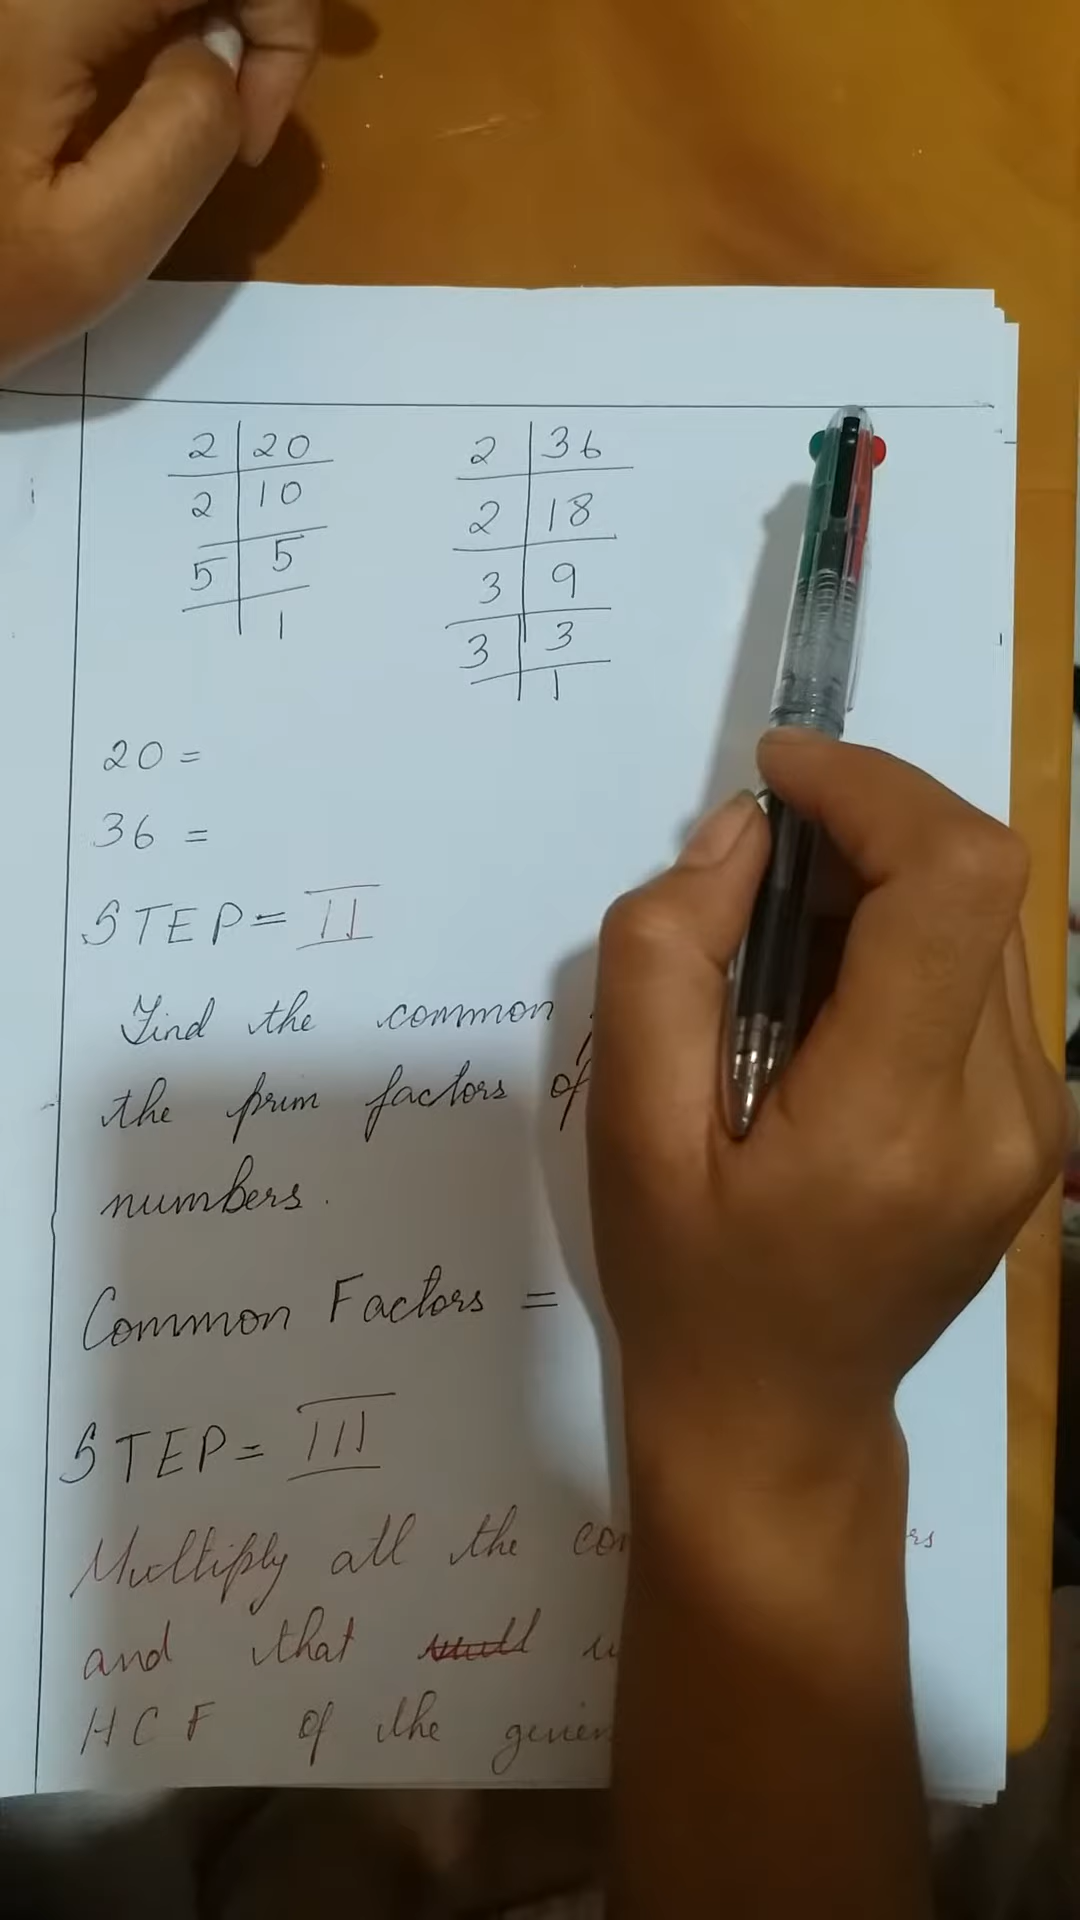 2 | 20    2 | 36
2 | 10    2 | 18
5 | 5    3 | 9
1    3 | 3
1
20 =
36 =
STEP = II
Find the common
the prim factors of
numbers.
Common Factors =
STEP = III
Multiply all the
and that
HCF of the